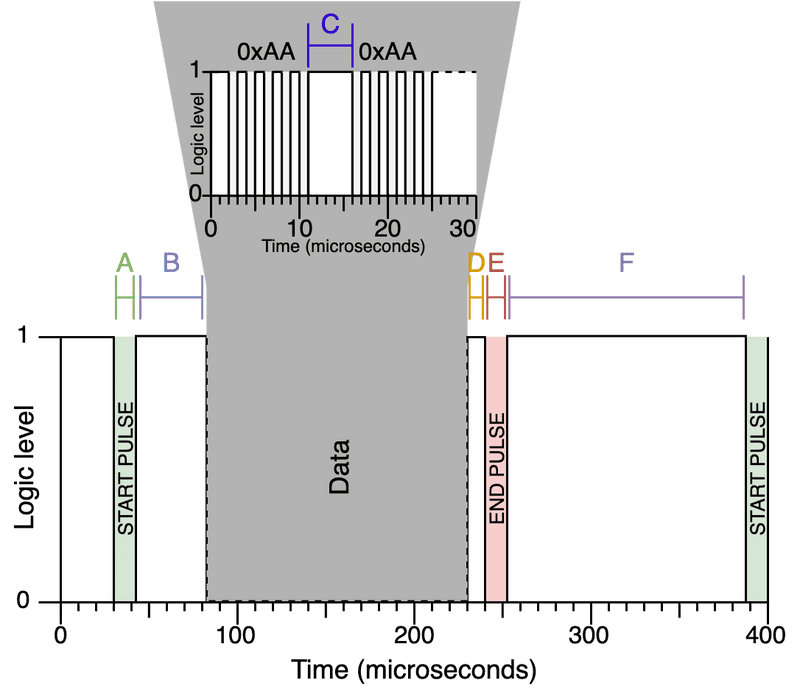 C
0xAA 0xAA
1
Logic level
0
0 10 20 30
Time (microseconds)
A B D E F
1
Logic level
START PULSE
Data
END PULSE
START PULSE
0
0 100 200 300 400
Time (microseconds)